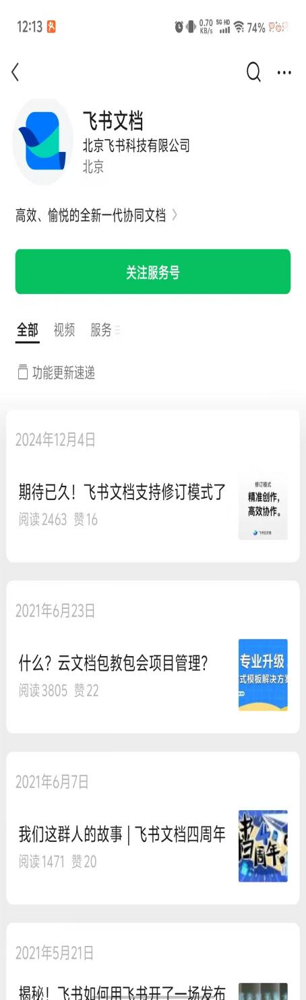 12:13
0.70 KB/s 5G HD 74%
飞书文档
北京飞书科技有限公司
北京
高效、愉悦的全新一代协同文档
关注服务号
全部 视频 服务
功能更新速递
2024年12月4日
期待已久！飞书文档支持修订模式了
阅读2463 赞16
修订模式
精准创作，
高效协作。
2021年6月23日
什么？云文档包教包会项目管理？
阅读3805 赞22
专业升级
式模板解决方案
2021年6月7日
我们这群人的故事 | 飞书文档四周年
阅读1471 赞20
4周年
2021年5月21日
揭秘！飞书如何用飞书开了一场发布